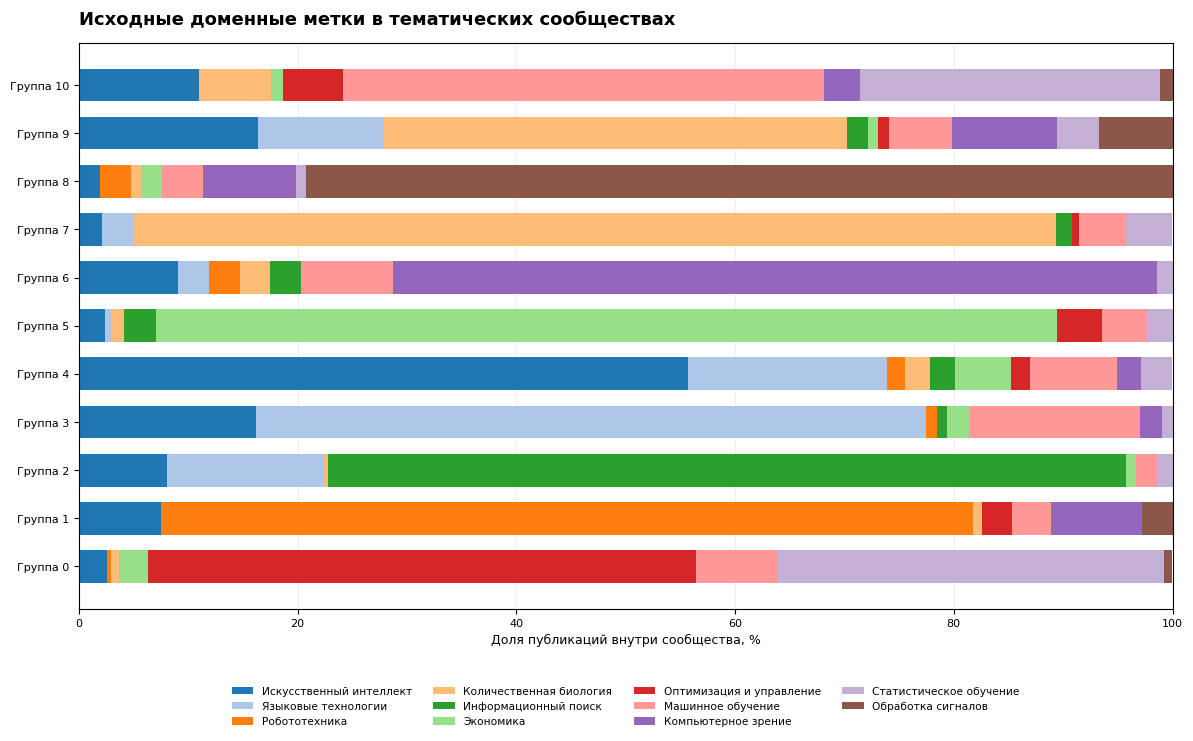 Исходные доменные метки в тематических сообществах
Группа 10
Группа 9
Группа 8
Группа 7
Группа 6
Группа 5
Группа 4
Группа 3
Группа 2
Группа 1
Группа 0
0 20 40 60 80 100
Доля публикаций внутри сообщества, %
Искусственный интеллект Количественная биология Оптимизация и управление Статистическое обучение
Языковые технологии Информационный поиск Машинное обучение Обработка сигналов
Робототехника Экономика Компьютерное зрение